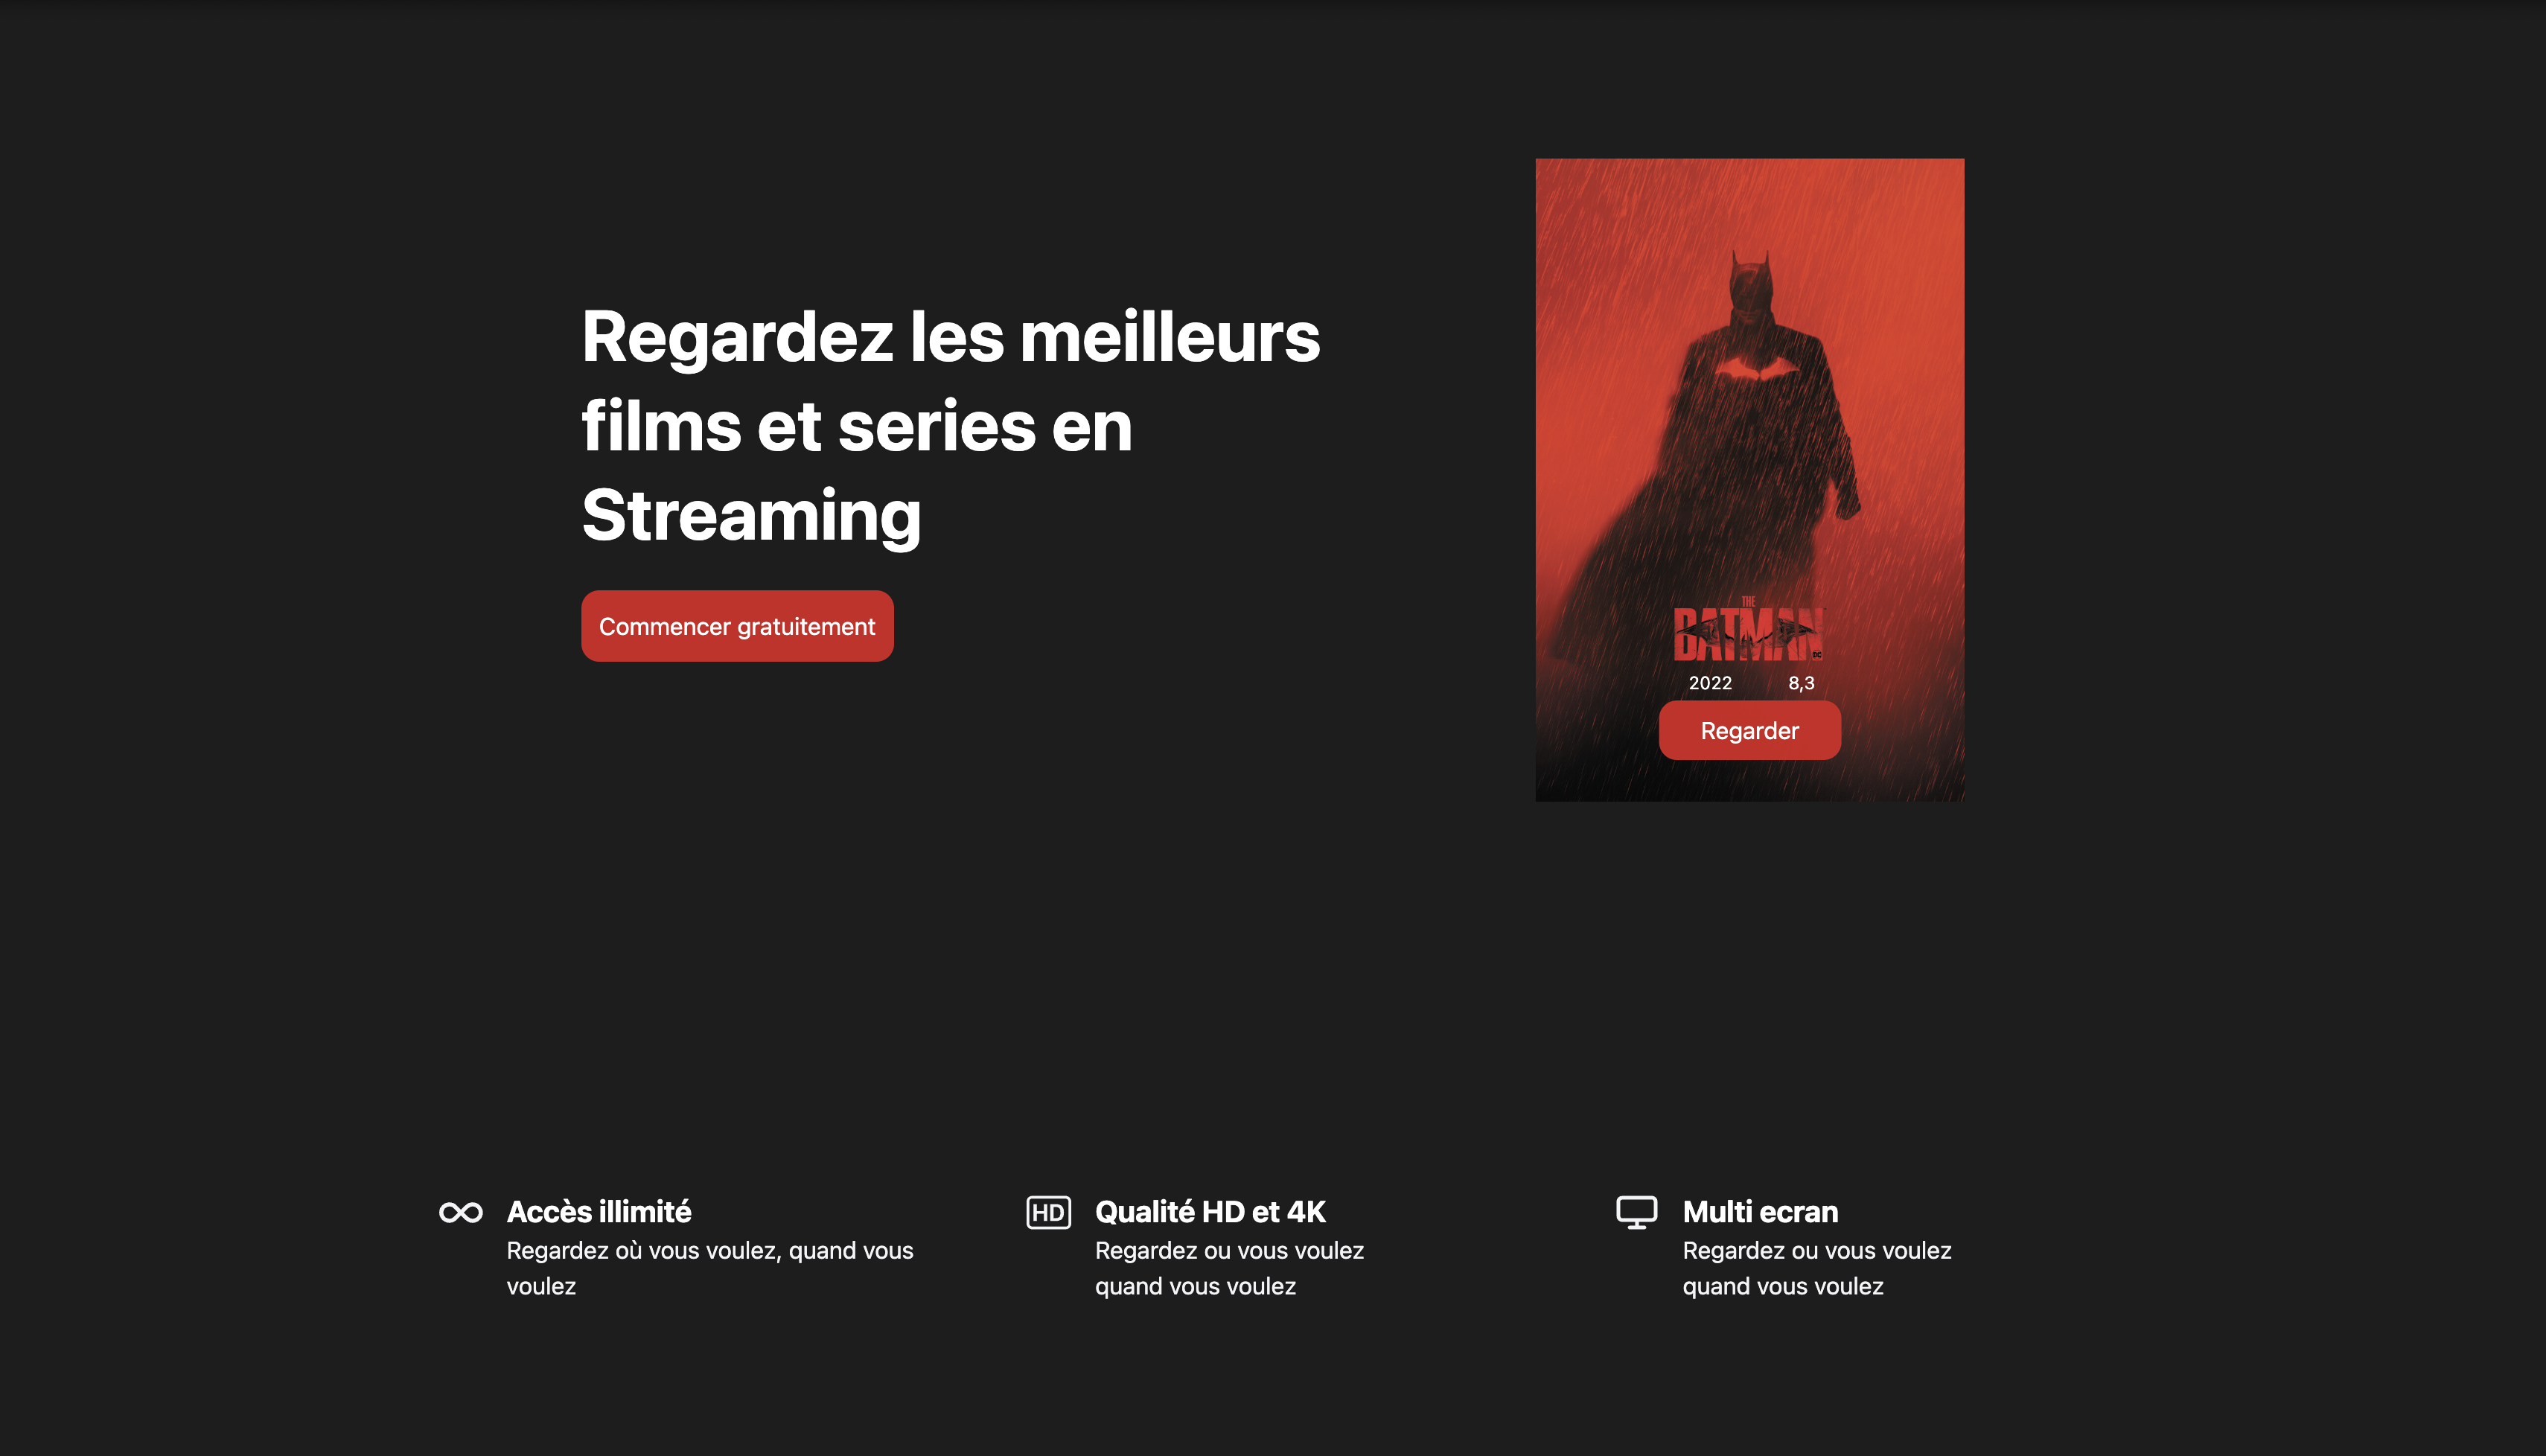 Regardez les meilleurs
films et series en
Streaming
Commencer gratuitement
THE
BATMAN
DC
2022 8,3
Regarder
Accès illimité
Regardez où vous voulez, quand vous
voulez
HD
Qualité HD et 4K
Regardez ou vous voulez
quand vous voulez
Multi ecran
Regardez ou vous voulez
quand vous voulez